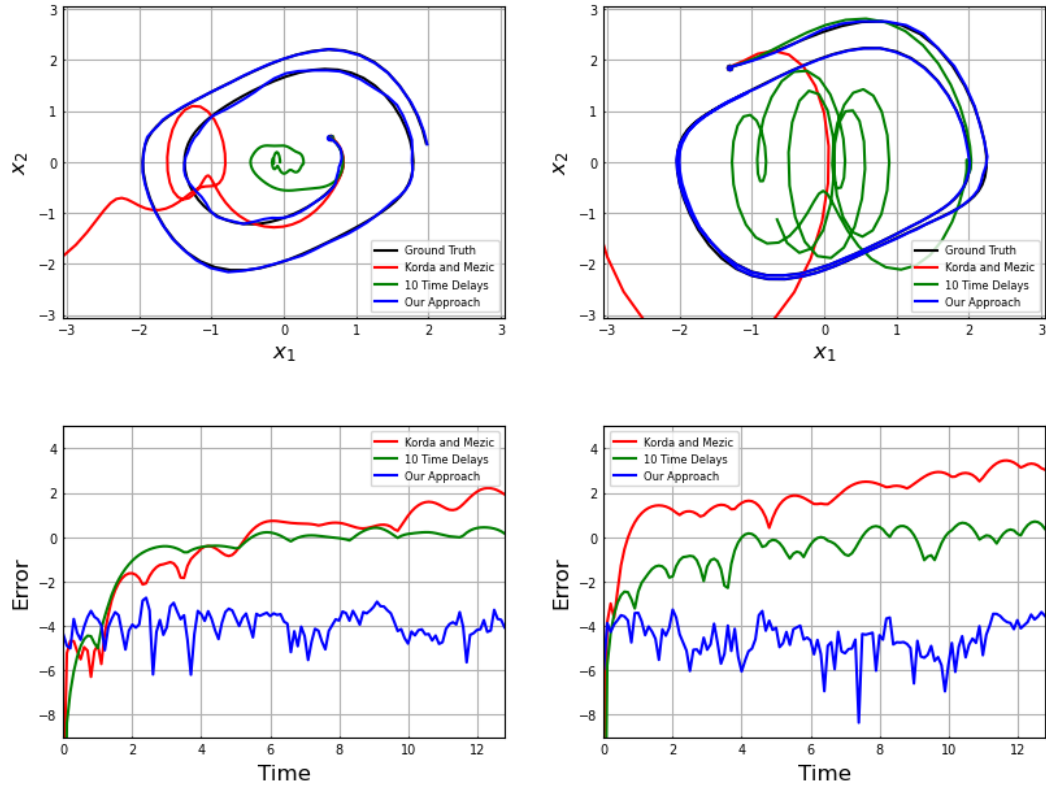 3
2
1
0
−1
−2
−3
x₂
−3
−2
−1
0
1
2
3
x₁
Ground Truth
Korda and Mezic
10 Time Delays
Our Approach
3
2
1
0
−1
−2
−3
x₂
−3
−2
−1
0
1
2
3
x₁
Ground Truth
Korda and Mezic
10 Time Delays
Our Approach
4
2
0
−2
−4
−6
−8
Error
0
2
4
6
8
10
12
Time
Korda and Mezic
10 Time Delays
Our Approach
4
2
0
−2
−4
−6
−8
Error
0
2
4
6
8
10
12
Time
Korda and Mezic
10 Time Delays
Our Approach